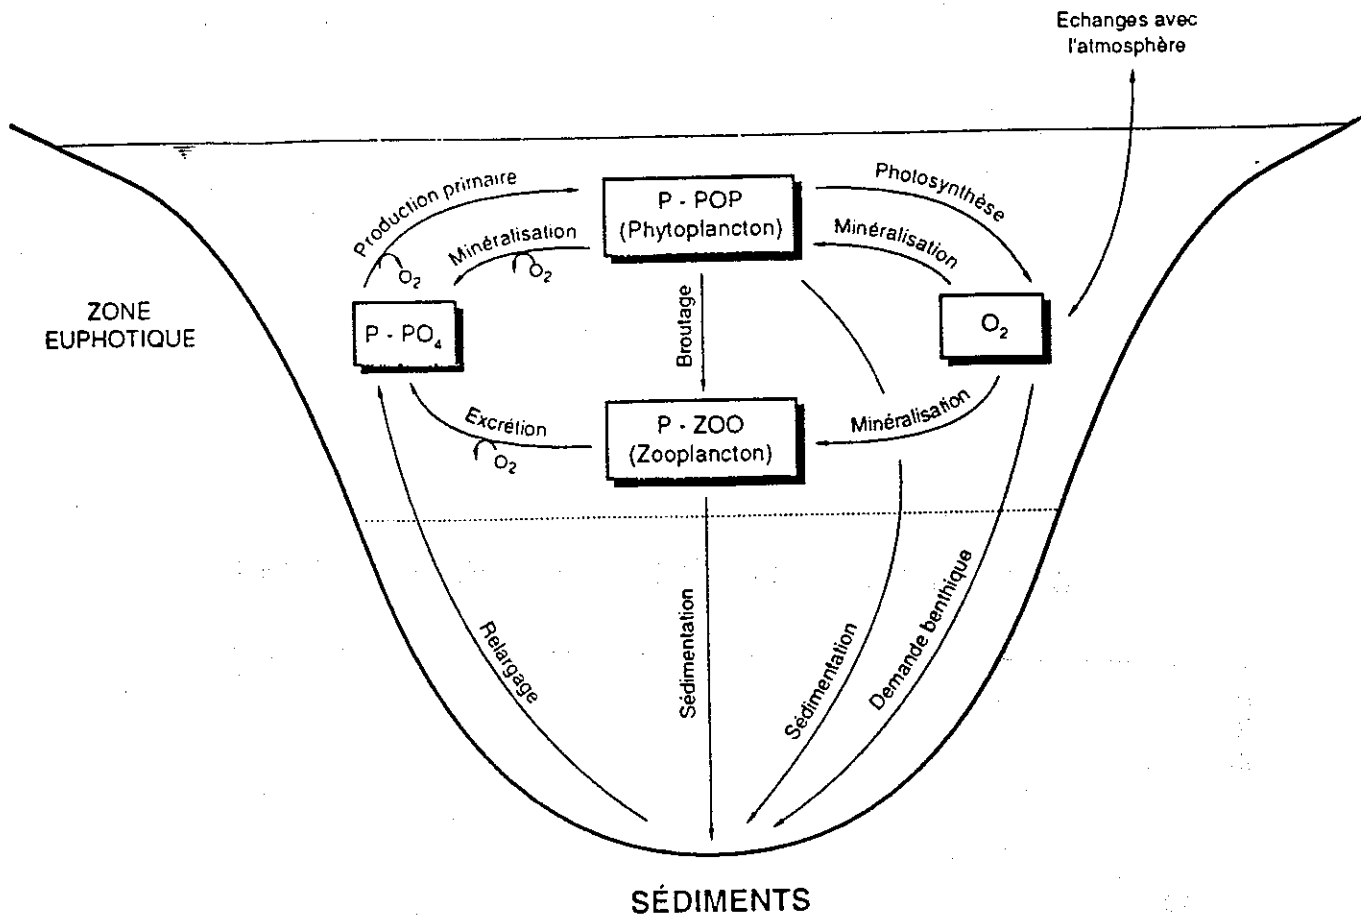 Echanges avec
l'atmosphère
Production primaire
P - POP
(Phytoplancton)
Photosynthèse
Minéralisation
O₂
O₂
Minéralisation
ZONE
EUPHOTIQUE
P - PO₄
Broutage
O₂
Excrétion
O₂
P - ZOO
(Zooplancton)
Minéralisation
Relargage
Sédimentation
Sédimentation
Demande benthique
SÉDIMENTS